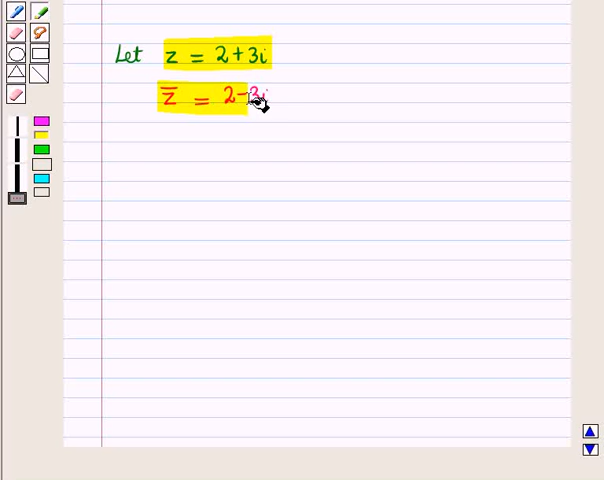 Let z = 2+3i
z̅ = 2-3i